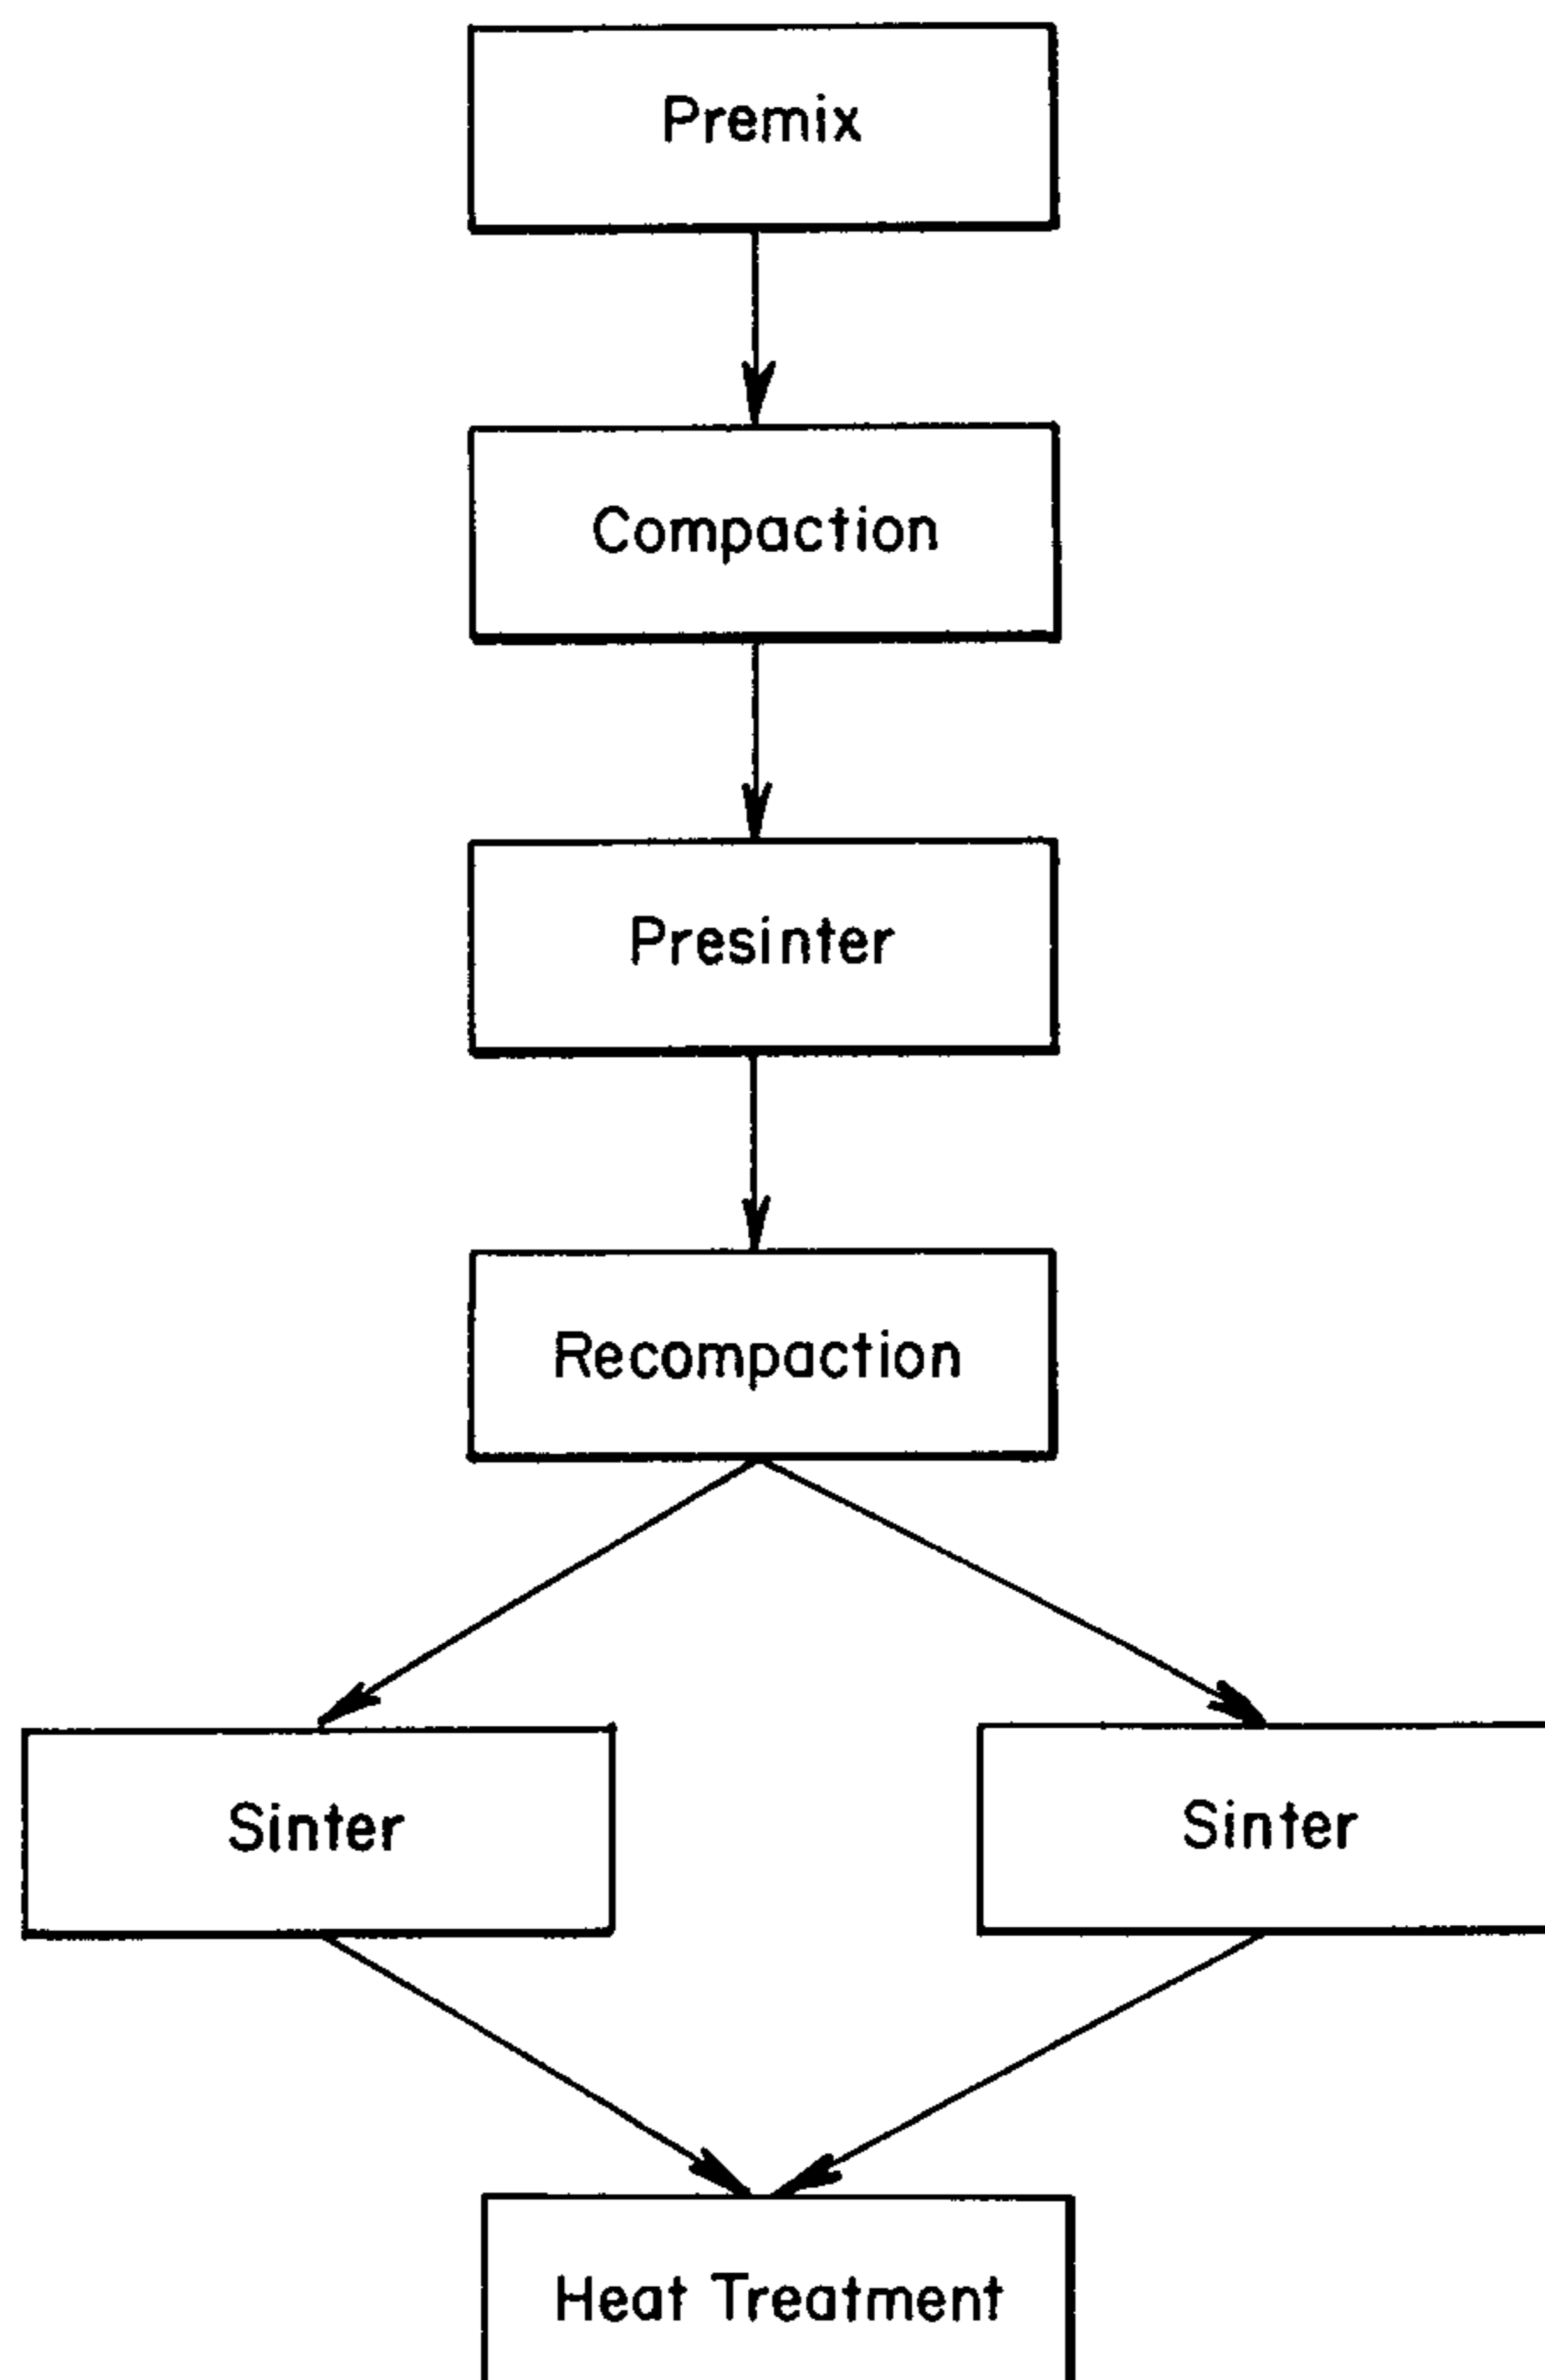 Premix
Compaction
Presinter
Recompaction
Sinter
Sinter
Heat Treatment